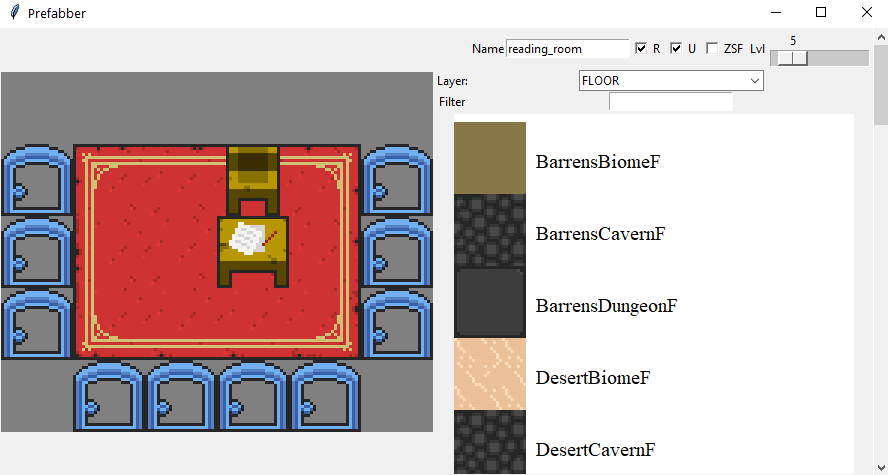 Prefabber
Name reading_room R U ZSF Lvl 5
Layer: FLOOR
Filter
BarrensBiomeF
BarrensCavernF
BarrensDungeonF
DesertBiomeF
DesertCavernF